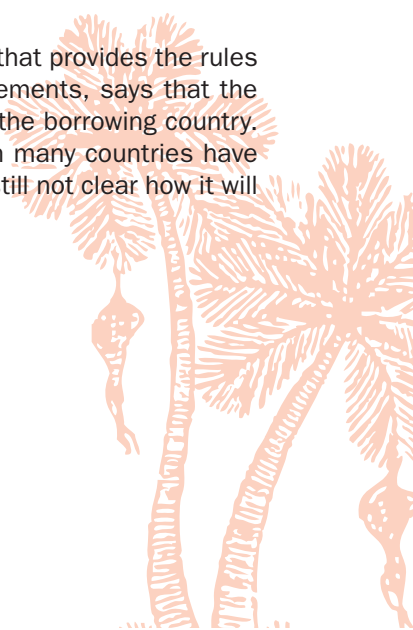 that provides the rules
ements, says that the
the borrowing country.
many countries have
still not clear how it will